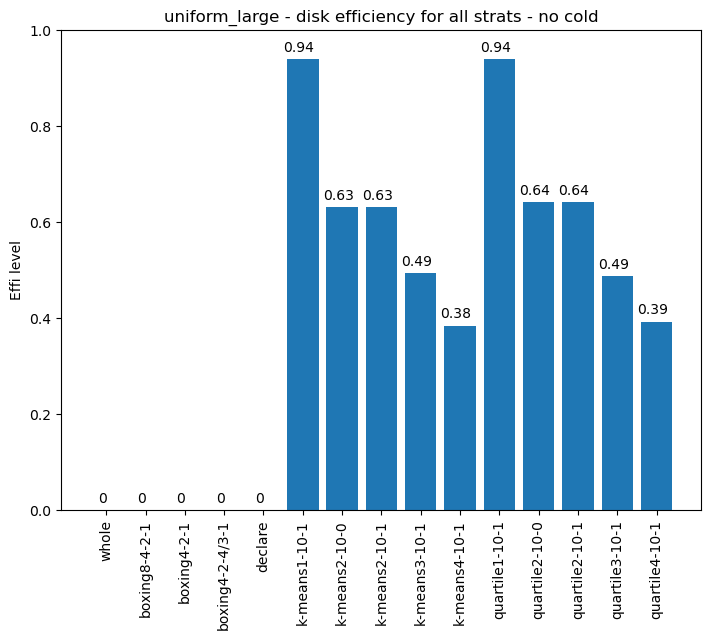 uniform_large - disk efficiency for all strats - no cold
Effi level
1.0
0.8
0.6
0.4
0.2
0.0
0
0
0
0
0
0.94
0.63
0.63
0.49
0.38
0.94
0.64
0.64
0.49
0.39
whole
boxing8-4-2-1
boxing4-2-1
boxing4-2-4/3-1
declare
k-means1-10-1
k-means2-10-0
k-means2-10-1
k-means3-10-1
k-means4-10-1
quartile1-10-1
quartile2-10-0
quartile2-10-1
quartile3-10-1
quartile4-10-1